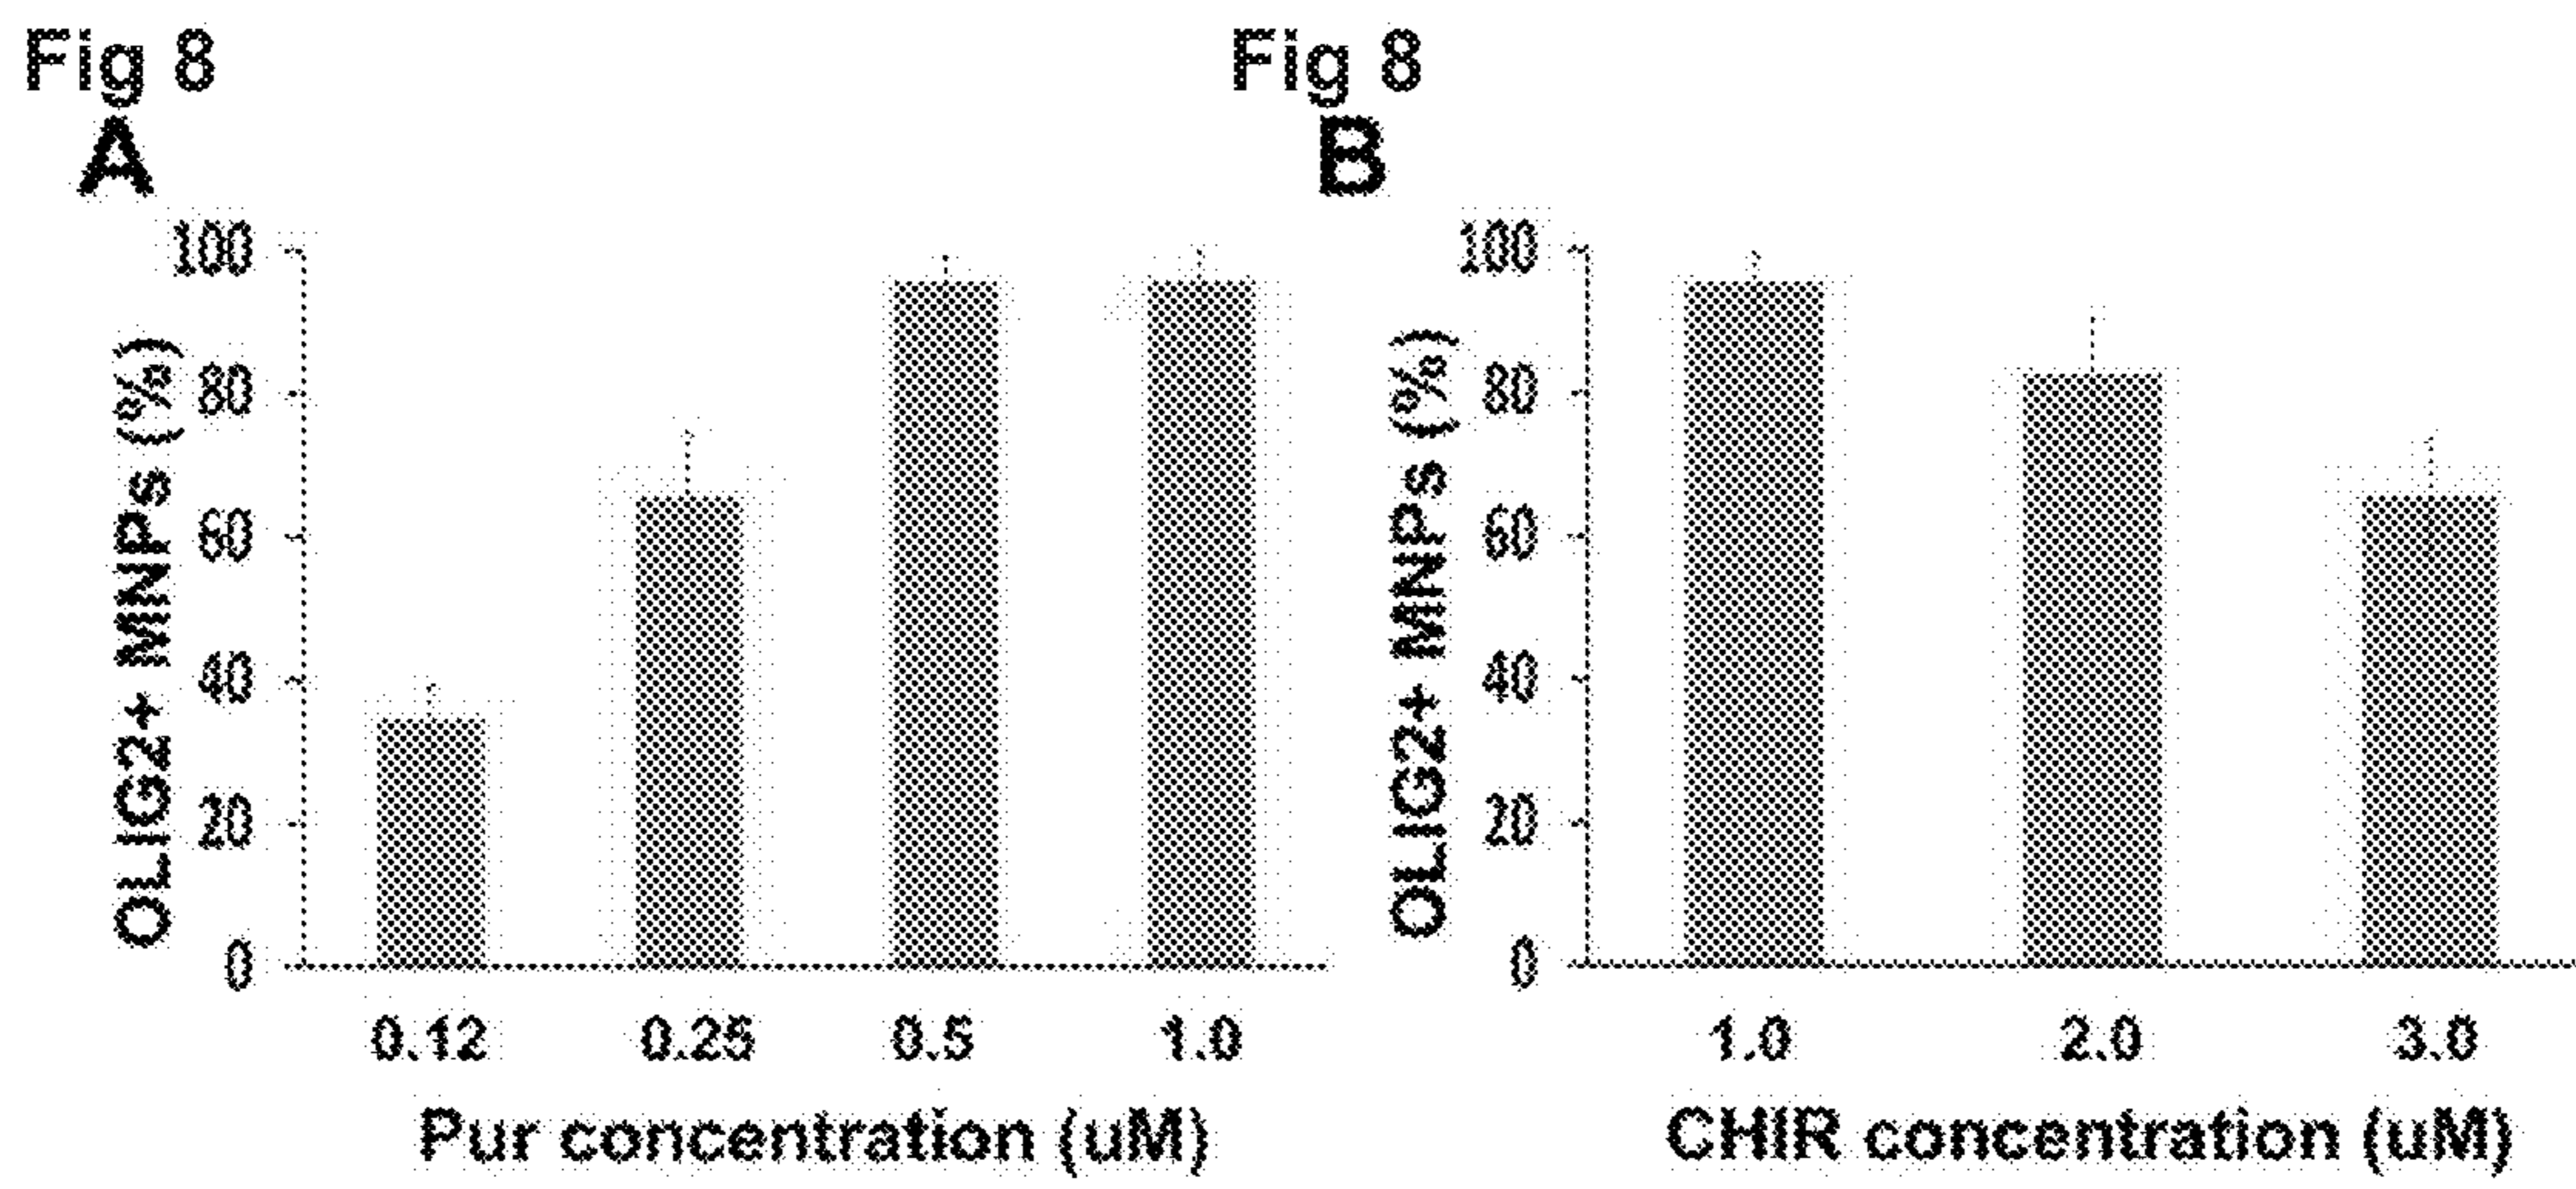 Fig 8
A
OLIG2+ MNPs (%)
100
80
60
40
20
0
0.12 0.25 0.5 1.0
Pur concentration (uM)
Fig 8
B
OLIG2+ MNPs (%)
100
80
60
40
20
0
1.0 2.0 3.0
CHIR concentration (uM)